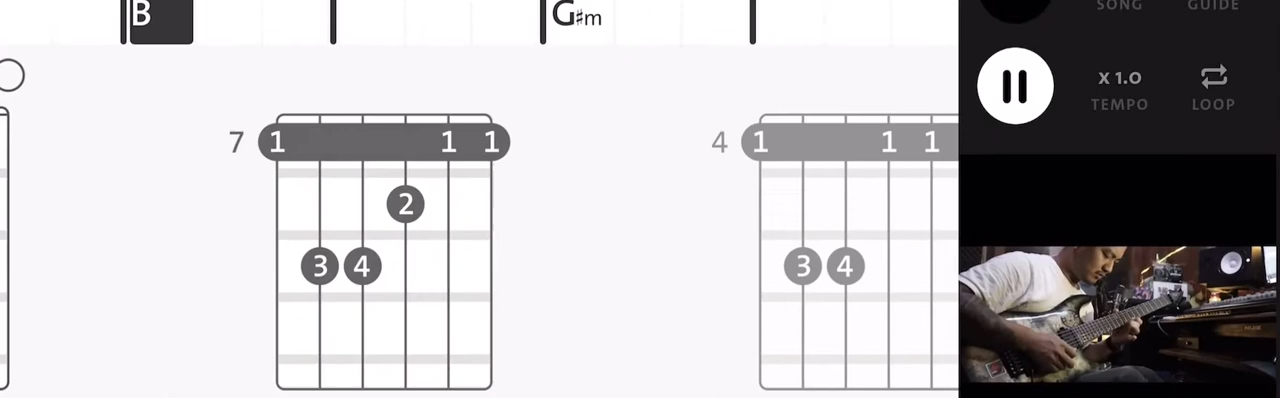 B
G♯m
7
1 1 1
2
3 4
4
1 1 1
3 4
SONG GUIDE
X 1.0
TEMPO LOOP